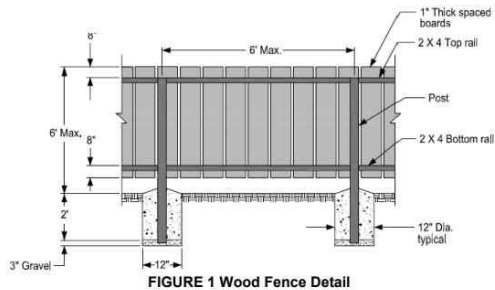 1" Thick spaced
boards
8"
6' Max.
2 X 4 Top rail
Post
6' Max.
8"
2 X 4 Bottom rail
2'
12" Dia.
typical
3" Gravel
12"
FIGURE 1 Wood Fence Detail